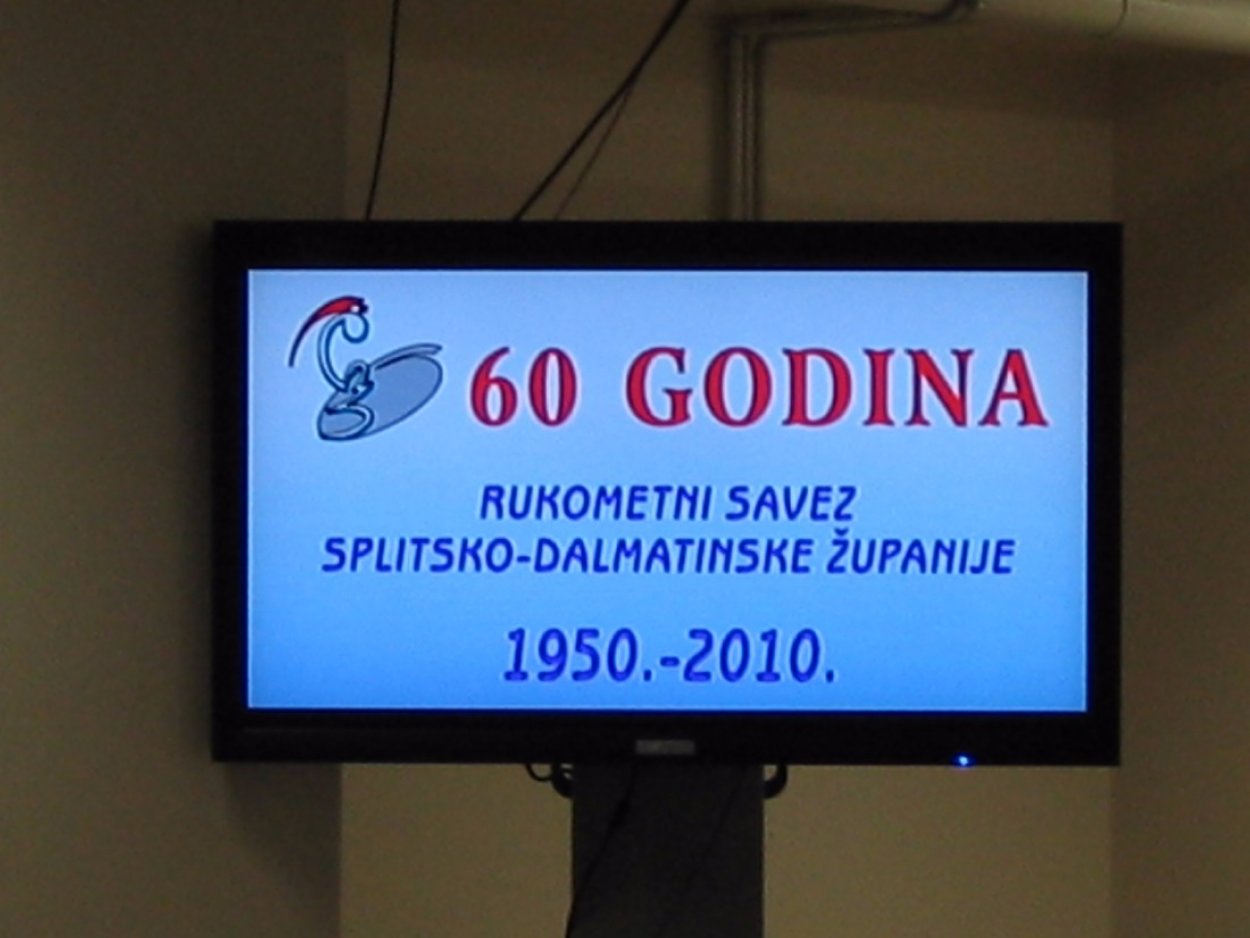 60 GODINA
RUKOMETNI SAVEZ
SPLITSKO-DALMATINSKE ŽUPANIJE
1950.-2010.